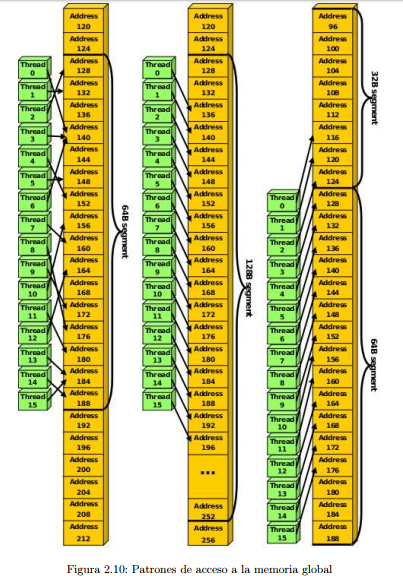 Thread
0
Thread
1
Thread
2
Thread
3
Thread
4
Thread
5
Thread
6
Thread
7
Thread
8
Thread
9
Thread
10
Thread
11
Thread
12
Thread
13
Thread
14
Thread
15
Address
120
Address
124
Address
128
Address
132
Address
136
Address
140
Address
144
Address
148
Address
152
Address
156
Address
160
Address
164
Address
168
Address
172
Address
176
Address
180
Address
184
Address
188
Address
192
Address
196
Address
200
Address
204
Address
208
Address
212
64B segment
Thread
0
Thread
1
Thread
2
Thread
3
Thread
4
Thread
5
Thread
6
Thread
7
Thread
8
Thread
9
Thread
10
Thread
11
Thread
12
Thread
13
Thread
14
Thread
15
Address
120
Address
124
Address
128
Address
132
Address
136
Address
140
Address
144
Address
148
Address
152
Address
156
Address
160
Address
164
Address
168
Address
172
Address
176
Address
180
Address
184
Address
188
Address
192
Address
196
...
Address
252
Address
256
128B segment
Thread
0
Thread
1
Thread
2
Thread
3
Thread
4
Thread
5
Thread
6
Thread
7
Thread
8
Thread
9
Thread
10
Thread
11
Thread
12
Thread
13
Thread
14
Thread
15
Address
96
Address
100
Address
104
Address
108
Address
112
Address
116
Address
120
Address
124
Address
128
Address
132
Address
136
Address
140
Address
144
Address
148
Address
152
Address
156
Address
160
Address
164
Address
168
Address
172
Address
176
Address
180
Address
184
Address
188
32B segment
64B segment
Figura 2.10: Patrones de acceso a la memoria global